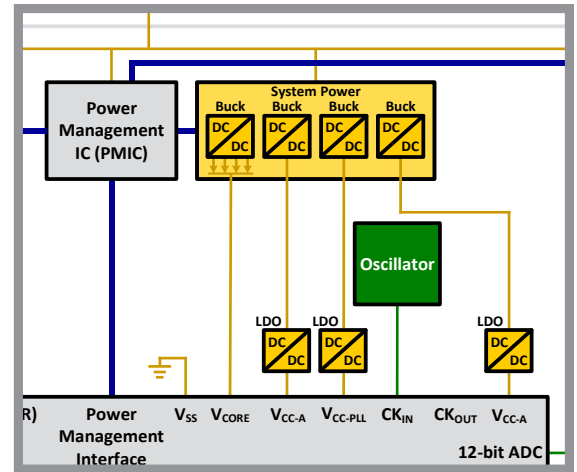 System Power
Buck Buck Buck Buck
Power
Management
IC (PMIC)
DC DC DC DC
DC DC DC DC
Oscillator
LDO LDO LDO
DC DC DC
DC DC DC
R) Power
Management
Interface
VSS VCORE VCC-A VCC-PLL CKIN CKOUT VCC-A
12-bit ADC